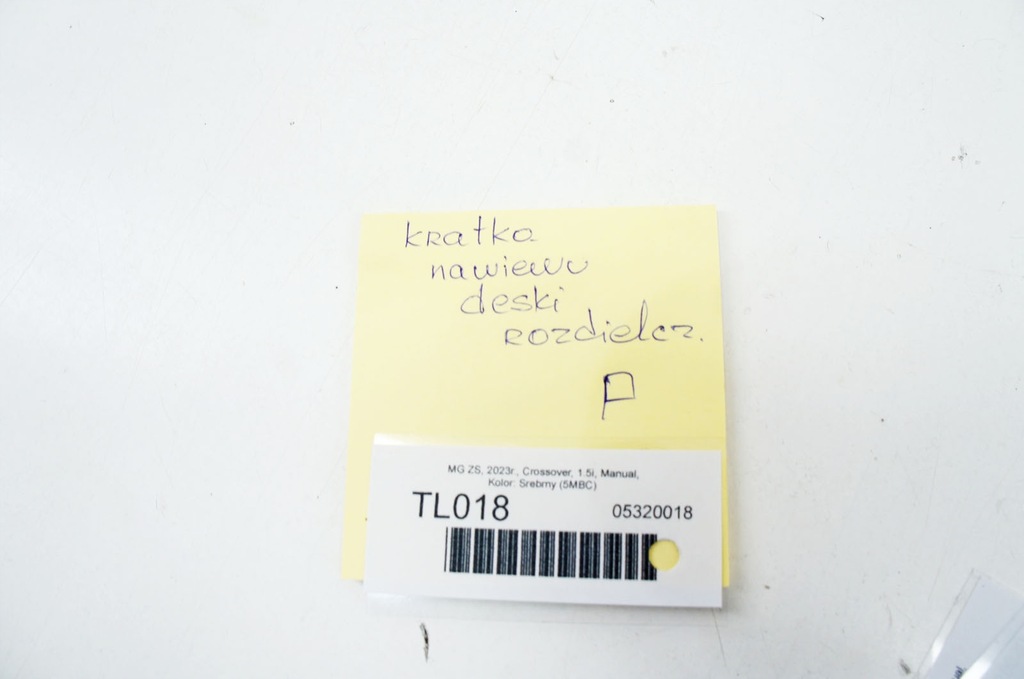 kratka
nawiewu
deski
rozdielcz.
P
MG ZS, 2023r., Crossover, 1.5i, Manual,
Kolor: Srebrny (5MBC)
TL018 05320018